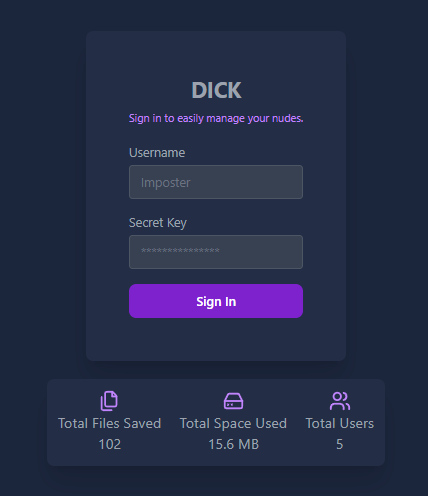 DICK
Sign in to easily manage your nudes.
Username
Imposter
Secret Key
***************
Sign In
Total Files Saved Total Space Used Total Users
102 15.6 MB 5